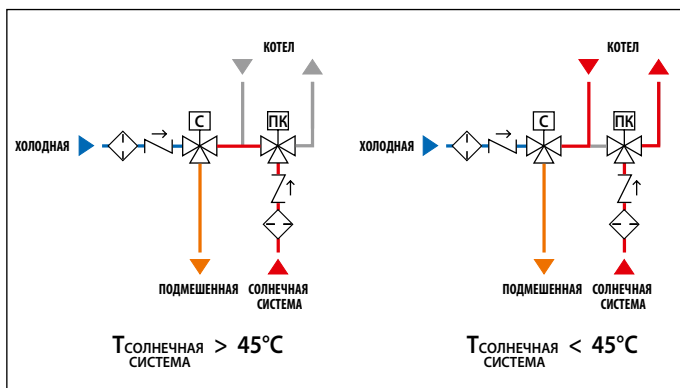 КОТЕЛ
С
ПК
ХОЛОДНАЯ
ПОДМЕШЕННАЯ
СОЛНЕЧНАЯ
СИСТЕМА
TСОЛНЕЧНАЯ > 45°C
СИСТЕМА
КОТЕЛ
С
ПК
ХОЛОДНАЯ
ПОДМЕШЕННАЯ
СОЛНЕЧНАЯ
СИСТЕМА
TСОЛНЕЧНАЯ < 45°C
СИСТЕМА